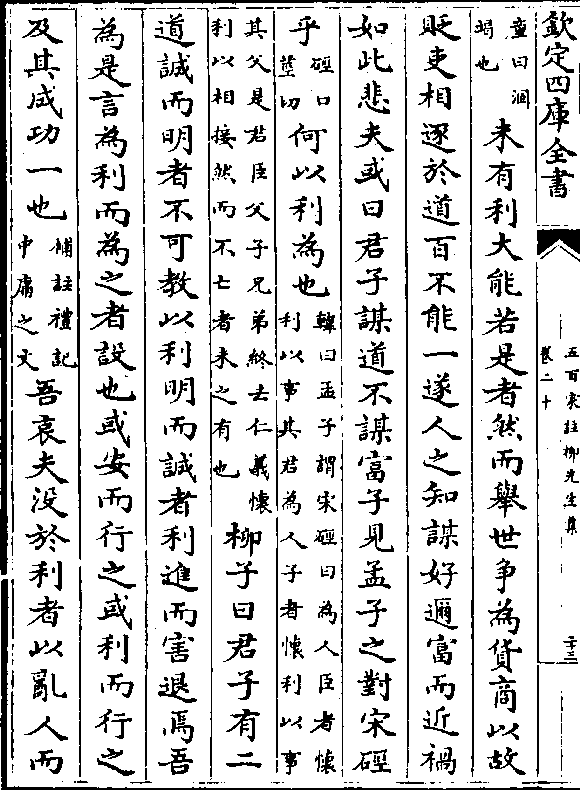 欽定四庫全書
五百家註柳先生集
卷二十
二十三
童曰涸竭也未有利大能若是者然而舉世爭為貨商以故
貶吏相逐於道百不能一遂人之知謀好邇富而近禍
如此悲夫或曰君子謀道不謀富子見孟子之對宋硜
乎硜口莖切何以利為也韓曰孟子謂宋硜曰為人臣者懷利以事其君為人子者懷利以事
其父是君臣父子兄弟終去仁義懷利以相接然而不亡者未之有也柳子曰君子有二
道誠而明者不可教以利明而誠者利進而害退焉吾
為是言為利而為之者設也或安而行之或利而行之
及其成功一也補註禮記中庸之文吾哀夫没於利者以亂人而